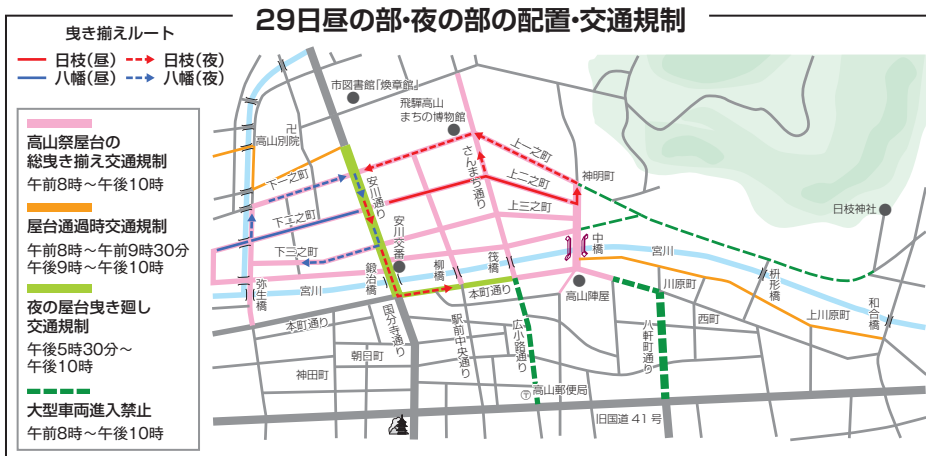 29日昼の部・夜の部の配置・交通規制
曳き揃えルート
日枝(昼)
日枝(夜)
八幡(昼)
八幡(夜)
高山祭屋台の
総曳き揃え交通規制
午前8時~午後10時
屋台通過時交通規制
午前8時~午前9時30分
午後9時~午後10時
夜の屋台曳き廻し
交通規制
午後5時30分~
午後10時
大型車両進入禁止
午前8時~午後10時
市図書館「煥章館」
飛騨高山
まちの博物館
卍
高山別院
下一之町
安川通り
さんまち通り
上一之町
神明町
上二之町
下二之町
上三之町
日枝神社
下三之町
安川交番
中橋
宮川
弥生橋
宮川
鍛治橋
柳橋
筏橋
高山陣屋
川原町
枡形橋
和合橋
上川原町
西町
本町通り
本町通り
国分寺通り
駅前中央通り
広小路通り
八軒町通り
朝日町
神田町
〒
高山郵便局
旧国道41号